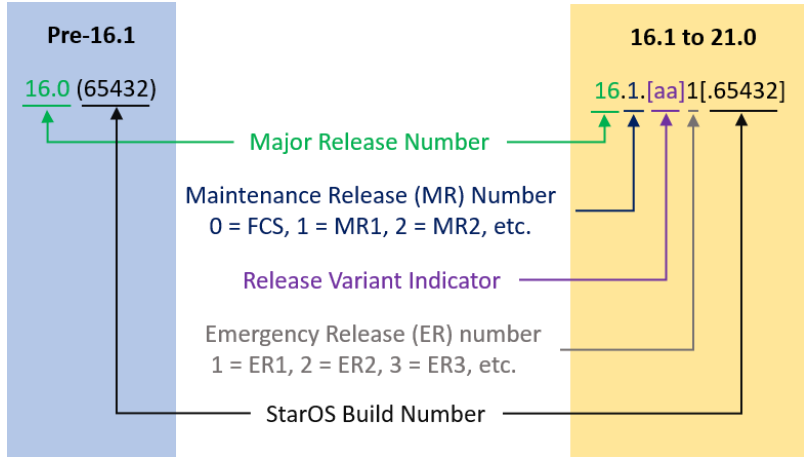 Pre-16.1
16.1 to 21.0
16.0 (65432)
16.1.[aa]1[.65432]
Major Release Number
Maintenance Release (MR) Number
0 = FCS, 1 = MR1, 2 = MR2, etc.
Release Variant Indicator
Emergency Release (ER) number
1 = ER1, 2 = ER2, 3 = ER3, etc.
StarOS Build Number